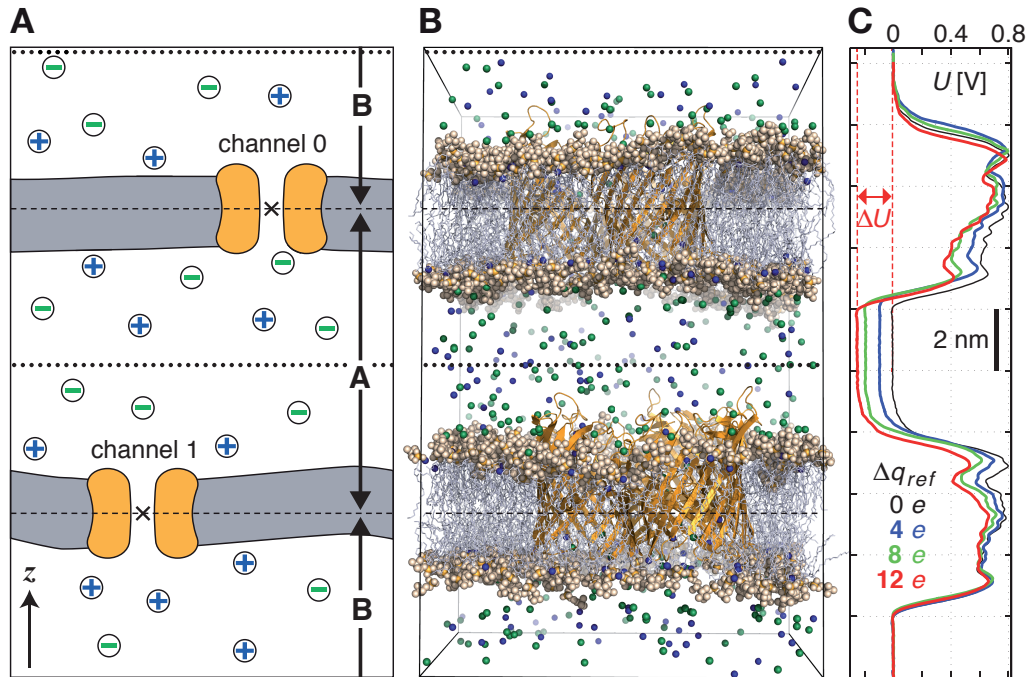 A
B
C
0 0.4 0.8
U [V]
B
channel 0
ΔU
2 nm
A
channel 1
Δq_ref
0 e
4 e
8 e
12 e
z
B